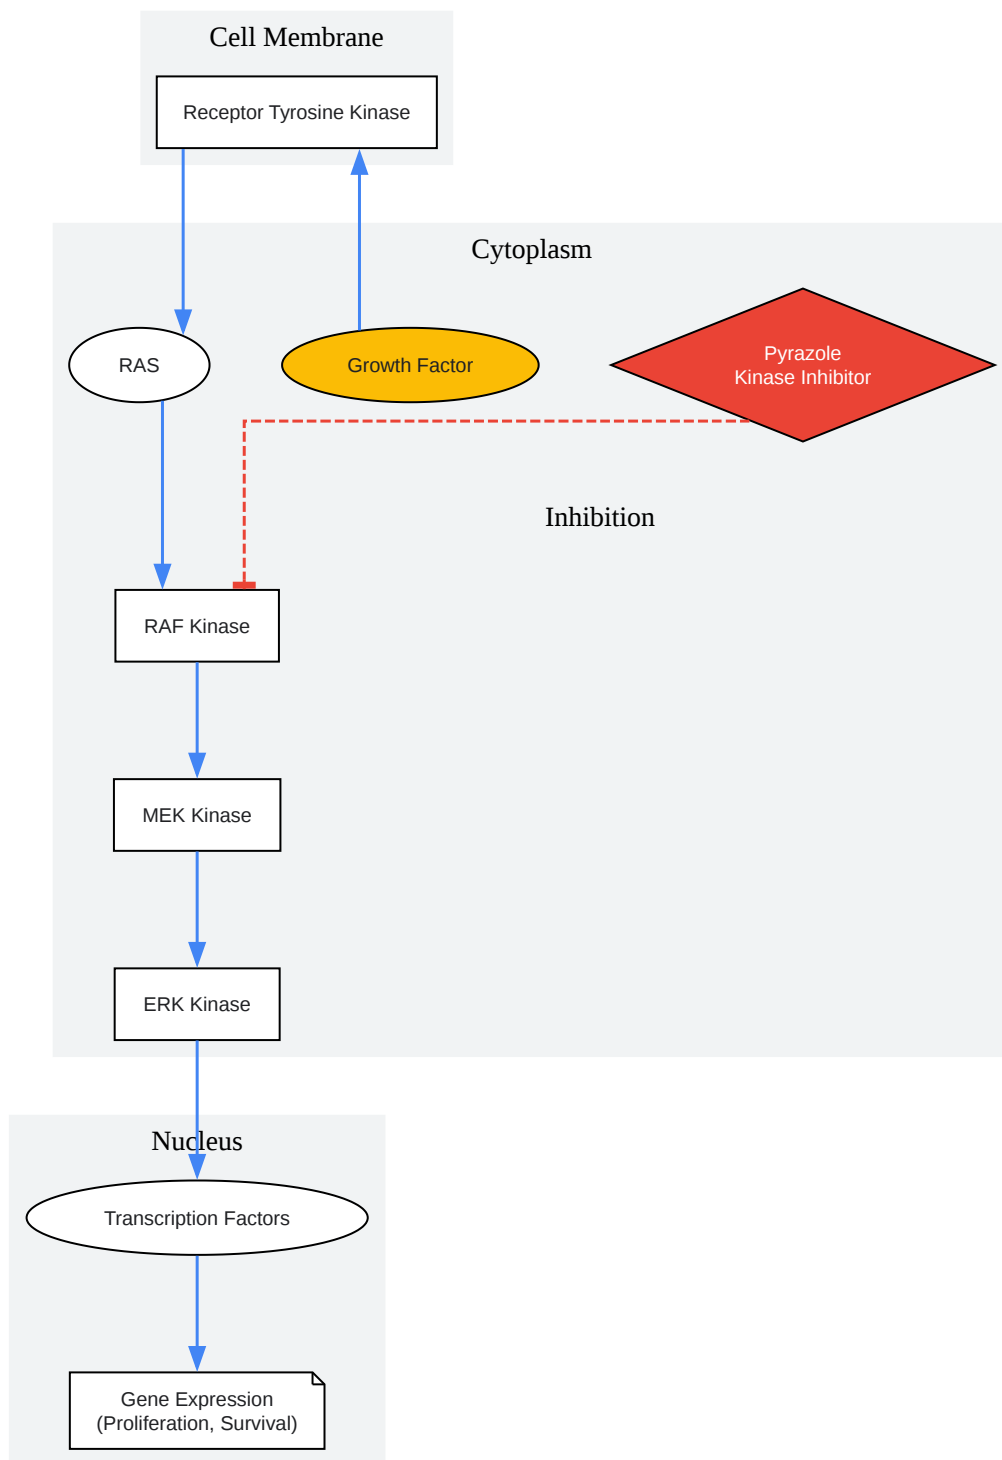 Cell Membrane
Receptor Tyrosine Kinase
Cytoplasm
RAS
Growth Factor
Pyrazole
Kinase Inhibitor
Inhibition
RAF Kinase
MEK Kinase
ERK Kinase
Nucleus
Transcription Factors
Gene Expression
(Proliferation, Survival)